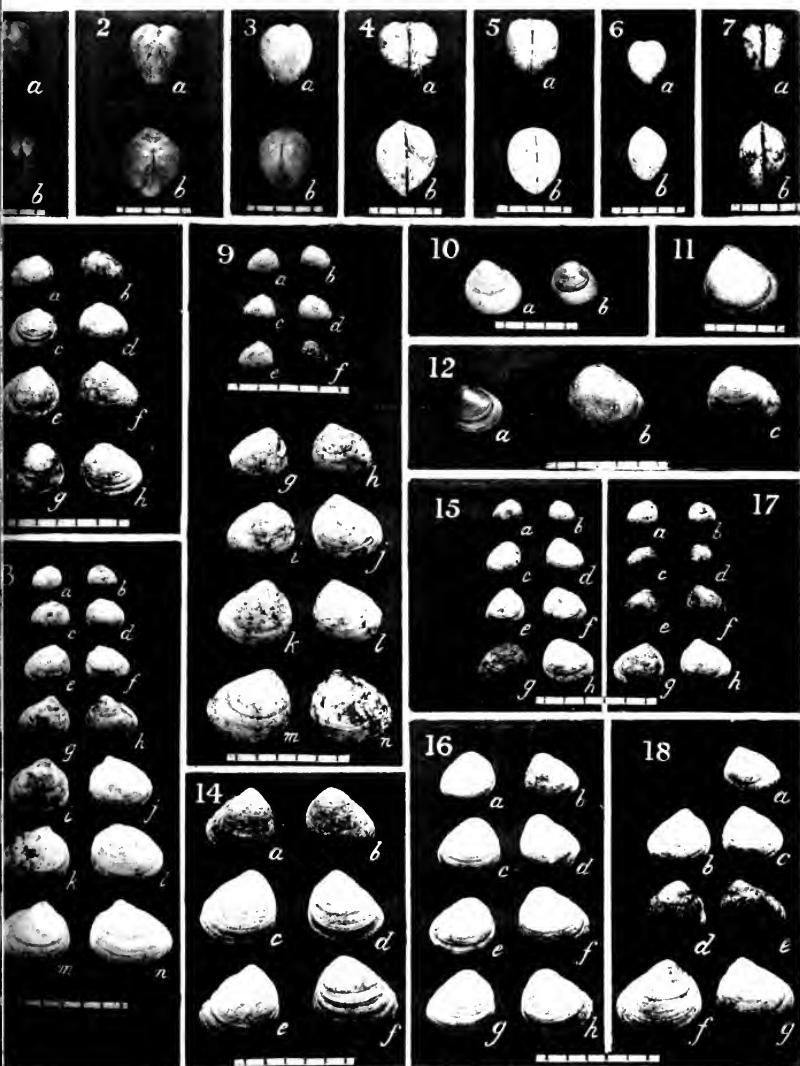 2 3 4 5 6 7
a a a a a a a
b b b b b b b
9
a b
c d
e f
g h
a b
c d
e f
g h
i j
k l
m n
10
a b
11
12
a b c
a b
c d
e f
g h
i j
k l
m n
14
a b
c d
e f
15
a b
c d
e f
g h
17
a b
c d
e f
g h
16
a b
c d
e f
g h
18
a
b c
d e
f g